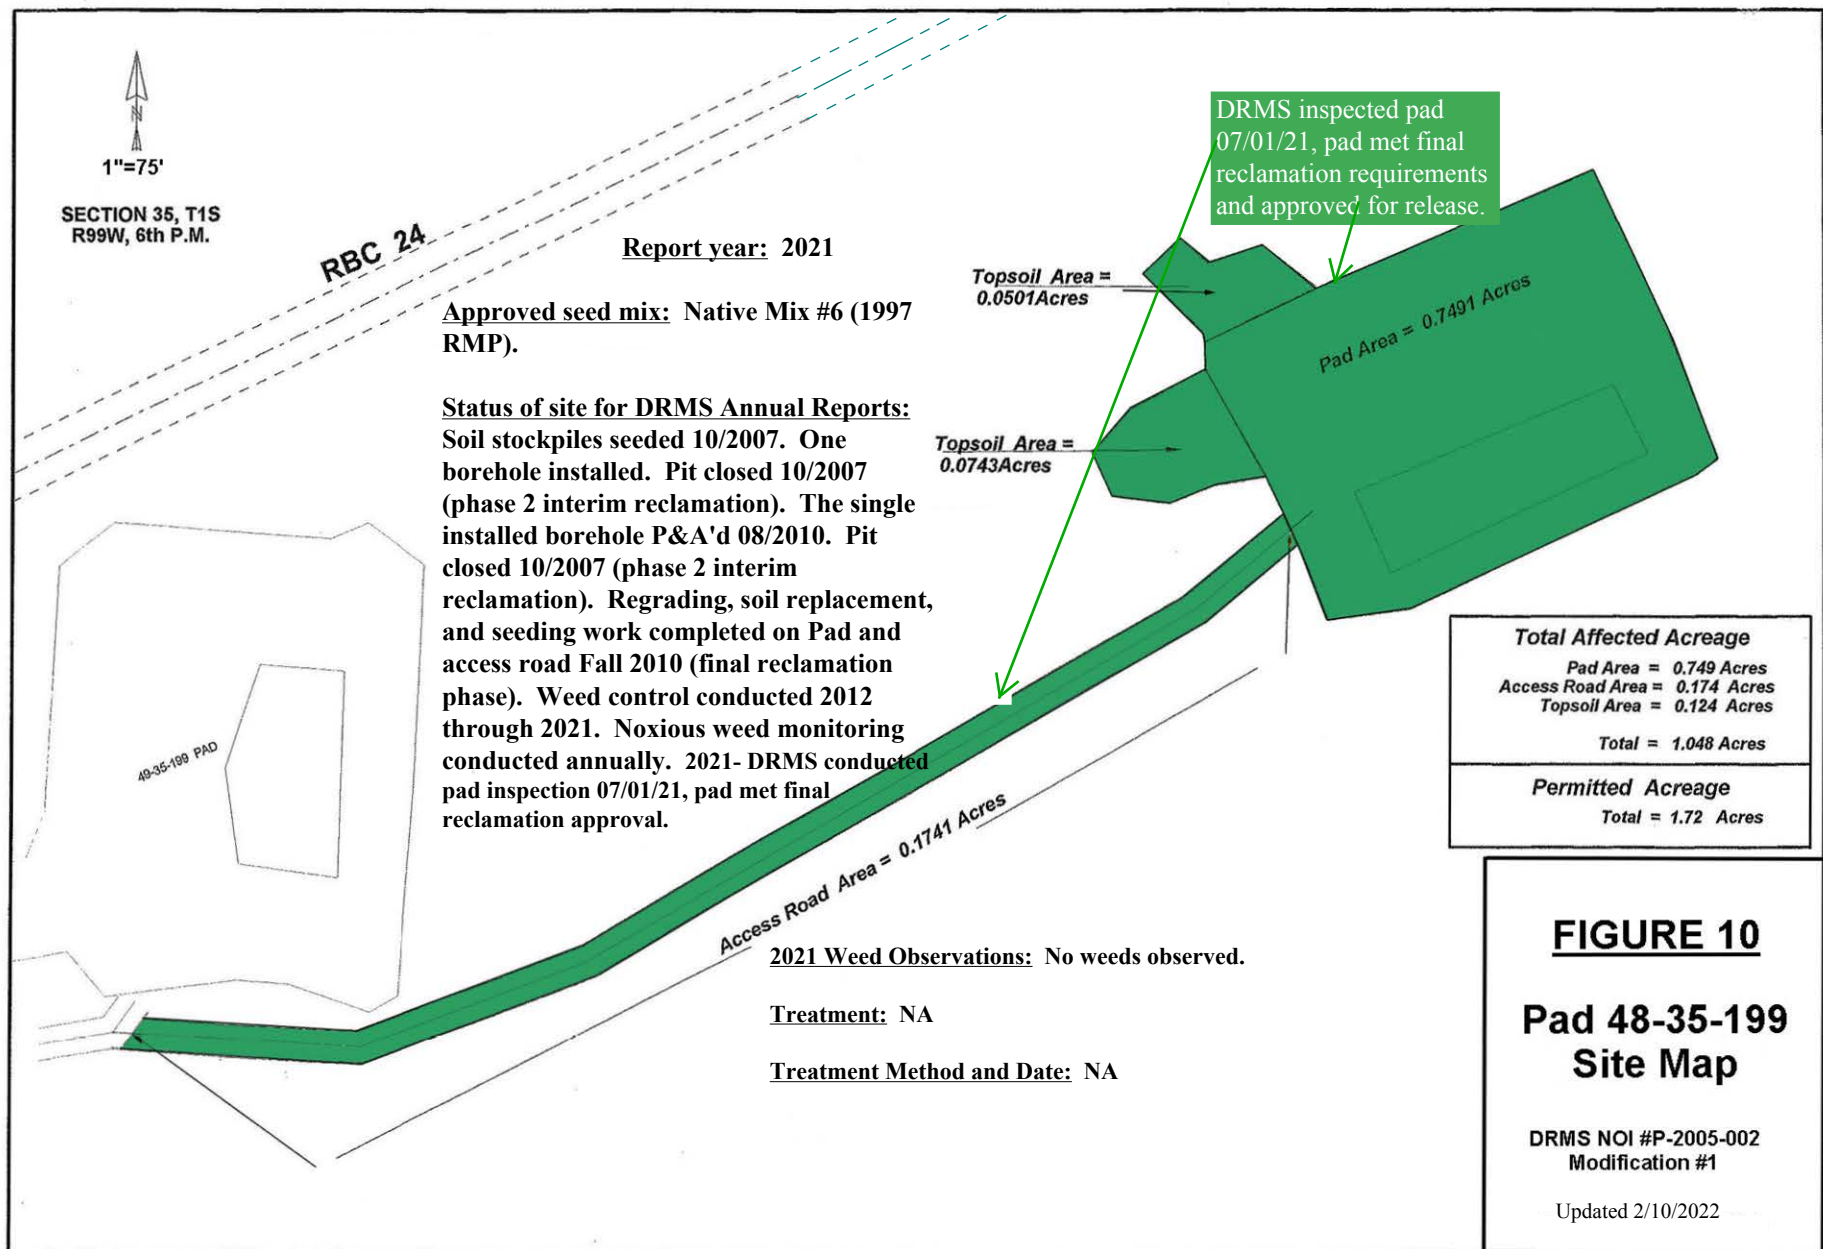 N
1"=75'
SECTION 35, T1S
R99W, 6th P.M.
RBC 24
Report year: 2021
Approved seed mix: Native Mix #6 (1997
RMP).
Status of site for DRMS Annual Reports:
Soil stockpiles seeded 10/2007. One
borehole installed. Pit closed 10/2007
(phase 2 interim reclamation). The single
installed borehole P&A'd 08/2010. Pit
closed 10/2007 (phase 2 interim
reclamation). Regrading, soil replacement,
and seeding work completed on Pad and
access road Fall 2010 (final reclamation
phase). Weed control conducted 2012
through 2021. Noxious weed monitoring
conducted annually. 2021- DRMS conducted
pad inspection 07/01/21, pad met final
reclamation approval.
DRMS inspected pad
07/01/21, pad met final
reclamation requirements
and approved for release.
Topsoil Area =
0.0501Acres
Pad Area = 0.7491 Acres
Topsoil Area =
0.0743Acres
49-35-199 PAD
Access Road Area = 0.1741 Acres
2021 Weed Observations: No weeds observed.
Treatment: NA
Treatment Method and Date: NA
Total Affected Acreage
Pad Area = 0.749 Acres
Access Road Area = 0.174 Acres
Topsoil Area = 0.124 Acres
Total = 1.048 Acres
Permitted Acreage
Total = 1.72 Acres
FIGURE 10
Pad 48-35-199
Site Map
DRMS NOI #P-2005-002
Modification #1
Updated 2/10/2022